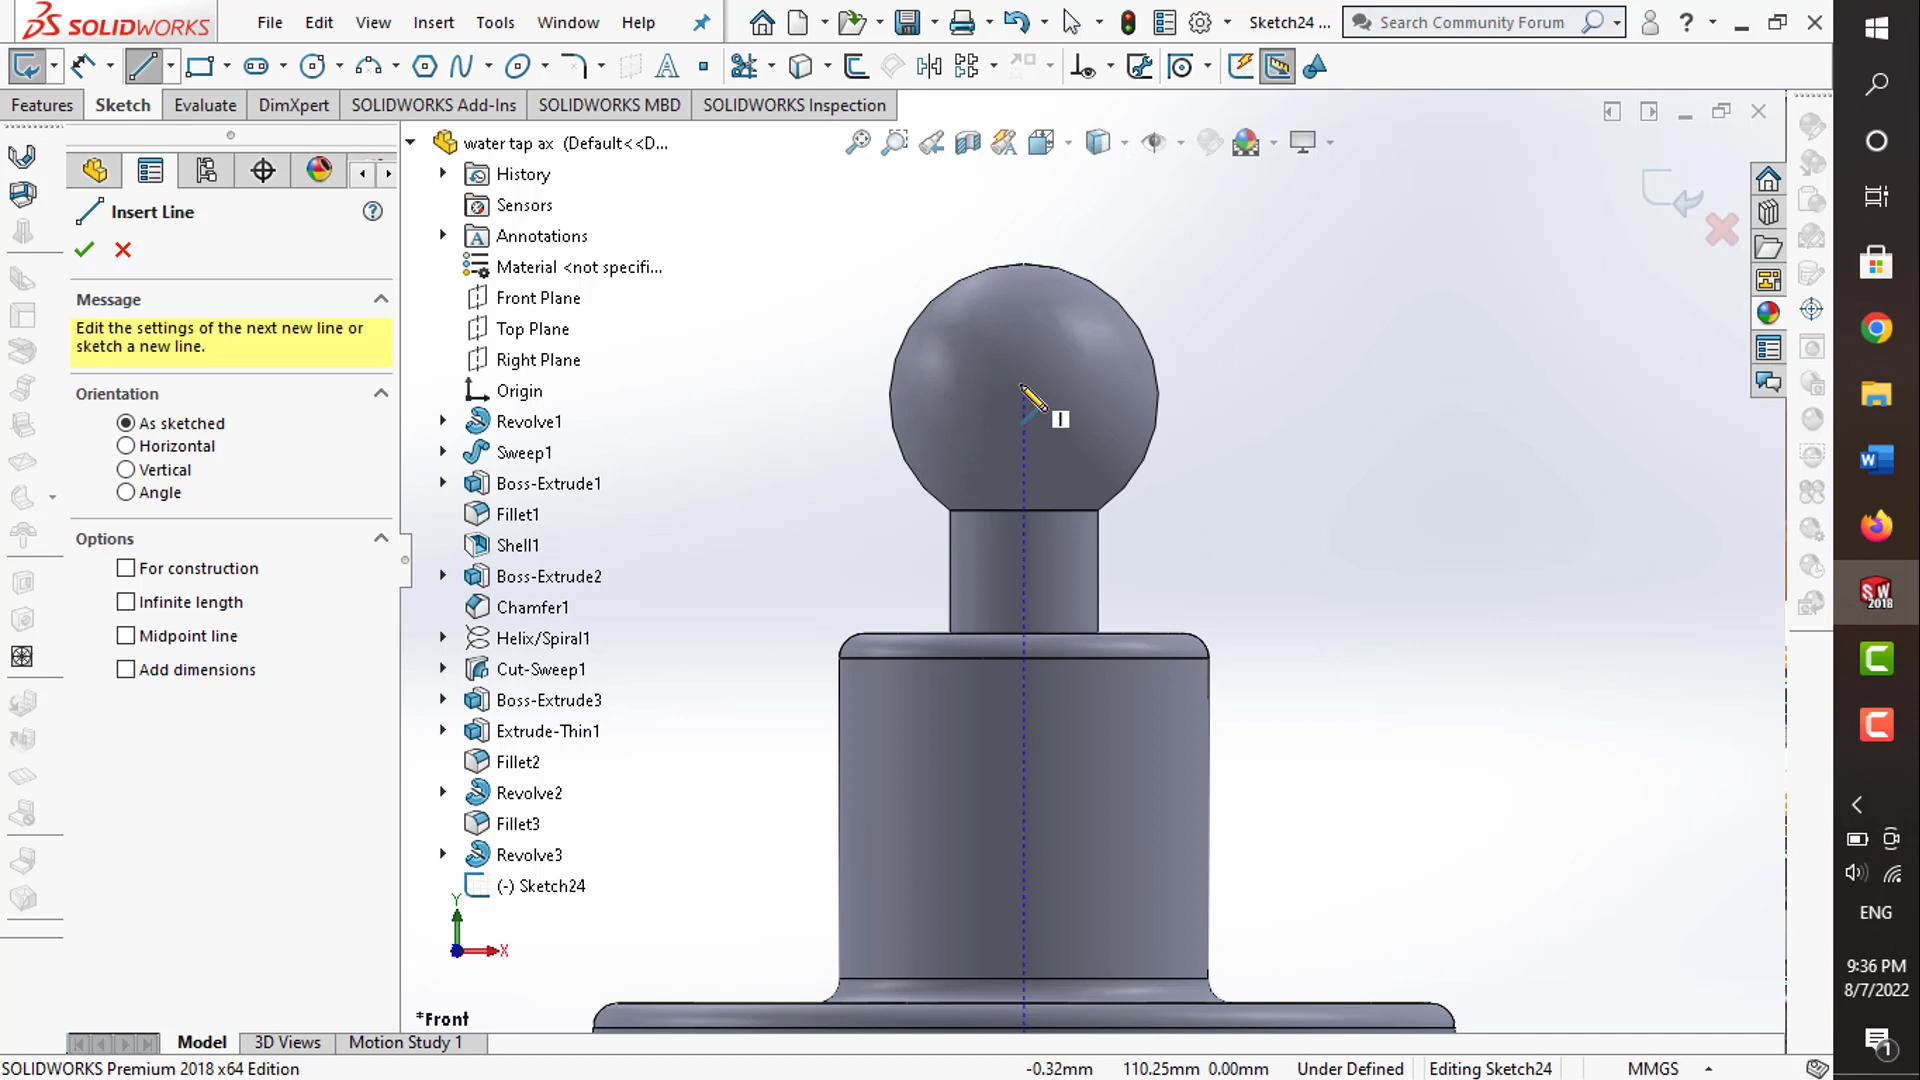 SOLIDWORKS File Edit View Insert Tools Window Help Sketch24 ... Search Community Forum ?
Features Sketch Evaluate DimXpert SOLIDWORKS Add-Ins SOLIDWORKS MBD SOLIDWORKS Inspection
water tap ax (Default<<D...
History
Sensors
Annotations
Material <not specifi...
Front Plane
Top Plane
Right Plane
Origin
Revolve1
Sweep1
Boss-Extrude1
Fillet1
Shell1
Boss-Extrude2
Chamfer1
Helix/Spiral1
Cut-Sweep1
Boss-Extrude3
Extrude-Thin1
Fillet2
Revolve2
Fillet3
Revolve3
(-) Sketch24
Insert Line
Message
Edit the settings of the next new line or
sketch a new line.
Orientation
As sketched
Horizontal
Vertical
Angle
Options
For construction
Infinite length
Midpoint line
Add dimensions
Y
X
*Front
Model 3D Views Motion Study 1
SOLIDWORKS Premium 2018 x64 Edition -0.32mm 110.25mm 0.00mm Under Defined Editing Sketch24 MMGS
SW
2018
ENG
9:36 PM
8/7/2022
1